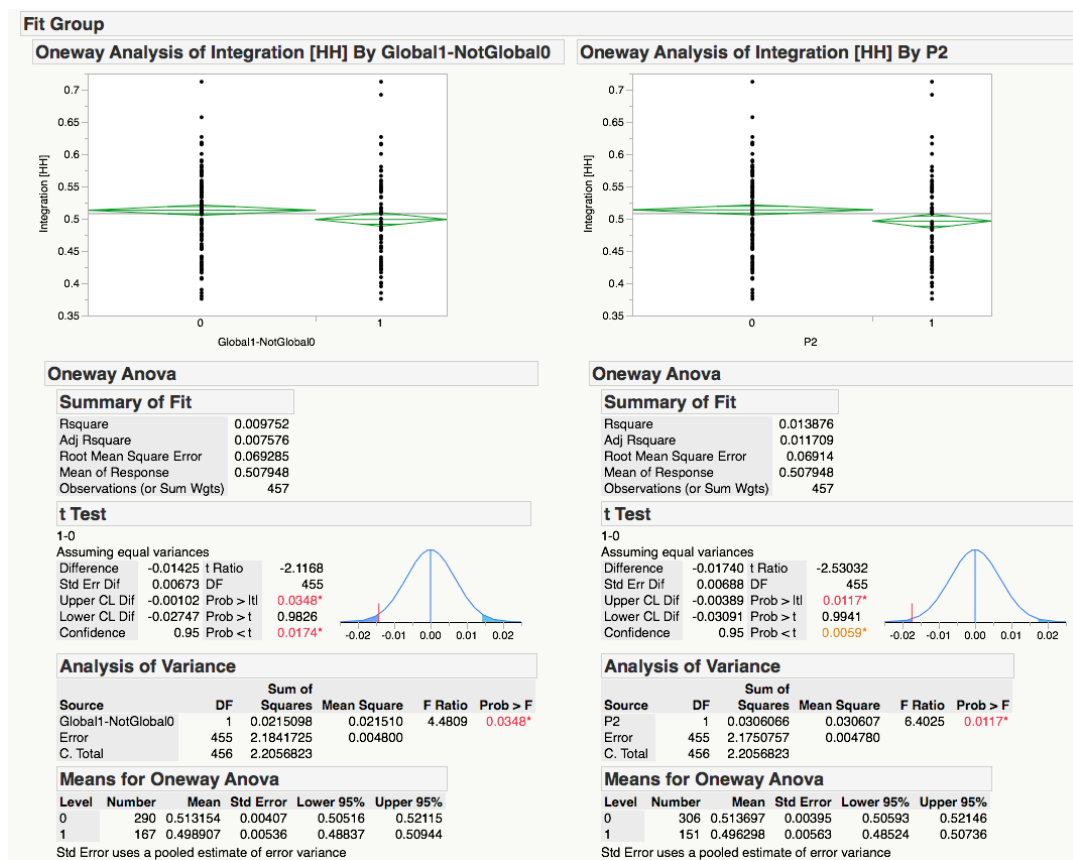 Fit Group
Oneway Analysis of Integration [HH] By Global1-NotGlobal0
0.7
0.65
0.6
0.55
0.5
0.45
0.4
0.35
Integration [HH]
0 1
Global1-NotGlobal0
Oneway Anova
Summary of Fit
Rsquare 0.009752
Adj Rsquare 0.007576
Root Mean Square Error 0.069285
Mean of Response 0.507948
Observations (or Sum Wgts) 457
t Test
1-0
Assuming equal variances
Difference -0.01425 t Ratio -2.1168
Std Err Dif 0.00673 DF 455
Upper CL Dif -0.00102 Prob > |t| 0.0348*
Lower CL Dif -0.02747 Prob > t 0.9826
Confidence 0.95 Prob < t 0.0174*
-0.02 -0.01 0.00 0.01 0.02
Analysis of Variance
Sum of
Source DF Squares Mean Square F Ratio Prob > F
Global1-NotGlobal0 1 0.0215098 0.021510 4.4809 0.0348*
Error 455 2.1841725 0.004800
C. Total 456 2.2056823
Means for Oneway Anova
Level Number Mean Std Error Lower 95% Upper 95%
0 290 0.513154 0.00407 0.50516 0.52115
1 167 0.498907 0.00536 0.48837 0.50944
Std Error uses a pooled estimate of error variance
Oneway Analysis of Integration [HH] By P2
0.7
0.65
0.6
0.55
0.5
0.45
0.4
0.35
Integration [HH]
0 1
P2
Oneway Anova
Summary of Fit
Rsquare 0.013876
Adj Rsquare 0.011709
Root Mean Square Error 0.06914
Mean of Response 0.507948
Observations (or Sum Wgts) 457
t Test
1-0
Assuming equal variances
Difference -0.01740 t Ratio -2.53032
Std Err Dif 0.00688 DF 455
Upper CL Dif -0.00389 Prob > |t| 0.0117*
Lower CL Dif -0.03091 Prob > t 0.9941
Confidence 0.95 Prob < t 0.0059*
-0.02 -0.01 0.00 0.01 0.02
Analysis of Variance
Sum of
Source DF Squares Mean Square F Ratio Prob > F
P2 1 0.0306066 0.030607 6.4025 0.0117*
Error 455 2.1750757 0.004780
C. Total 456 2.2056823
Means for Oneway Anova
Level Number Mean Std Error Lower 95% Upper 95%
0 306 0.513697 0.00395 0.50593 0.52146
1 151 0.496298 0.00563 0.48524 0.50736
Std Error uses a pooled estimate of error variance